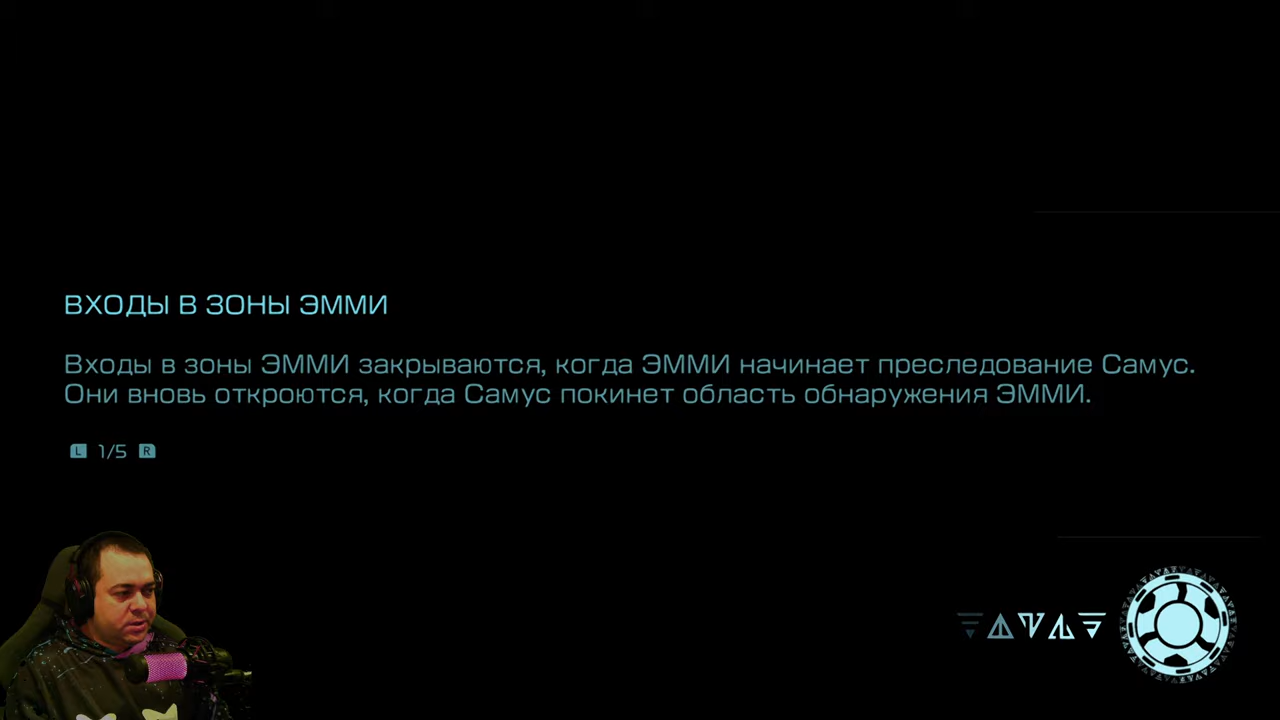 ВХОДЫ В ЗОНЫ ЭММИ
Входы в зоны ЭММИ закрываются, когда ЭММИ начинает преследование Самус.
Они вновь откроются, когда Самус покинет область обнаружения ЭММИ.
L 1/5 R